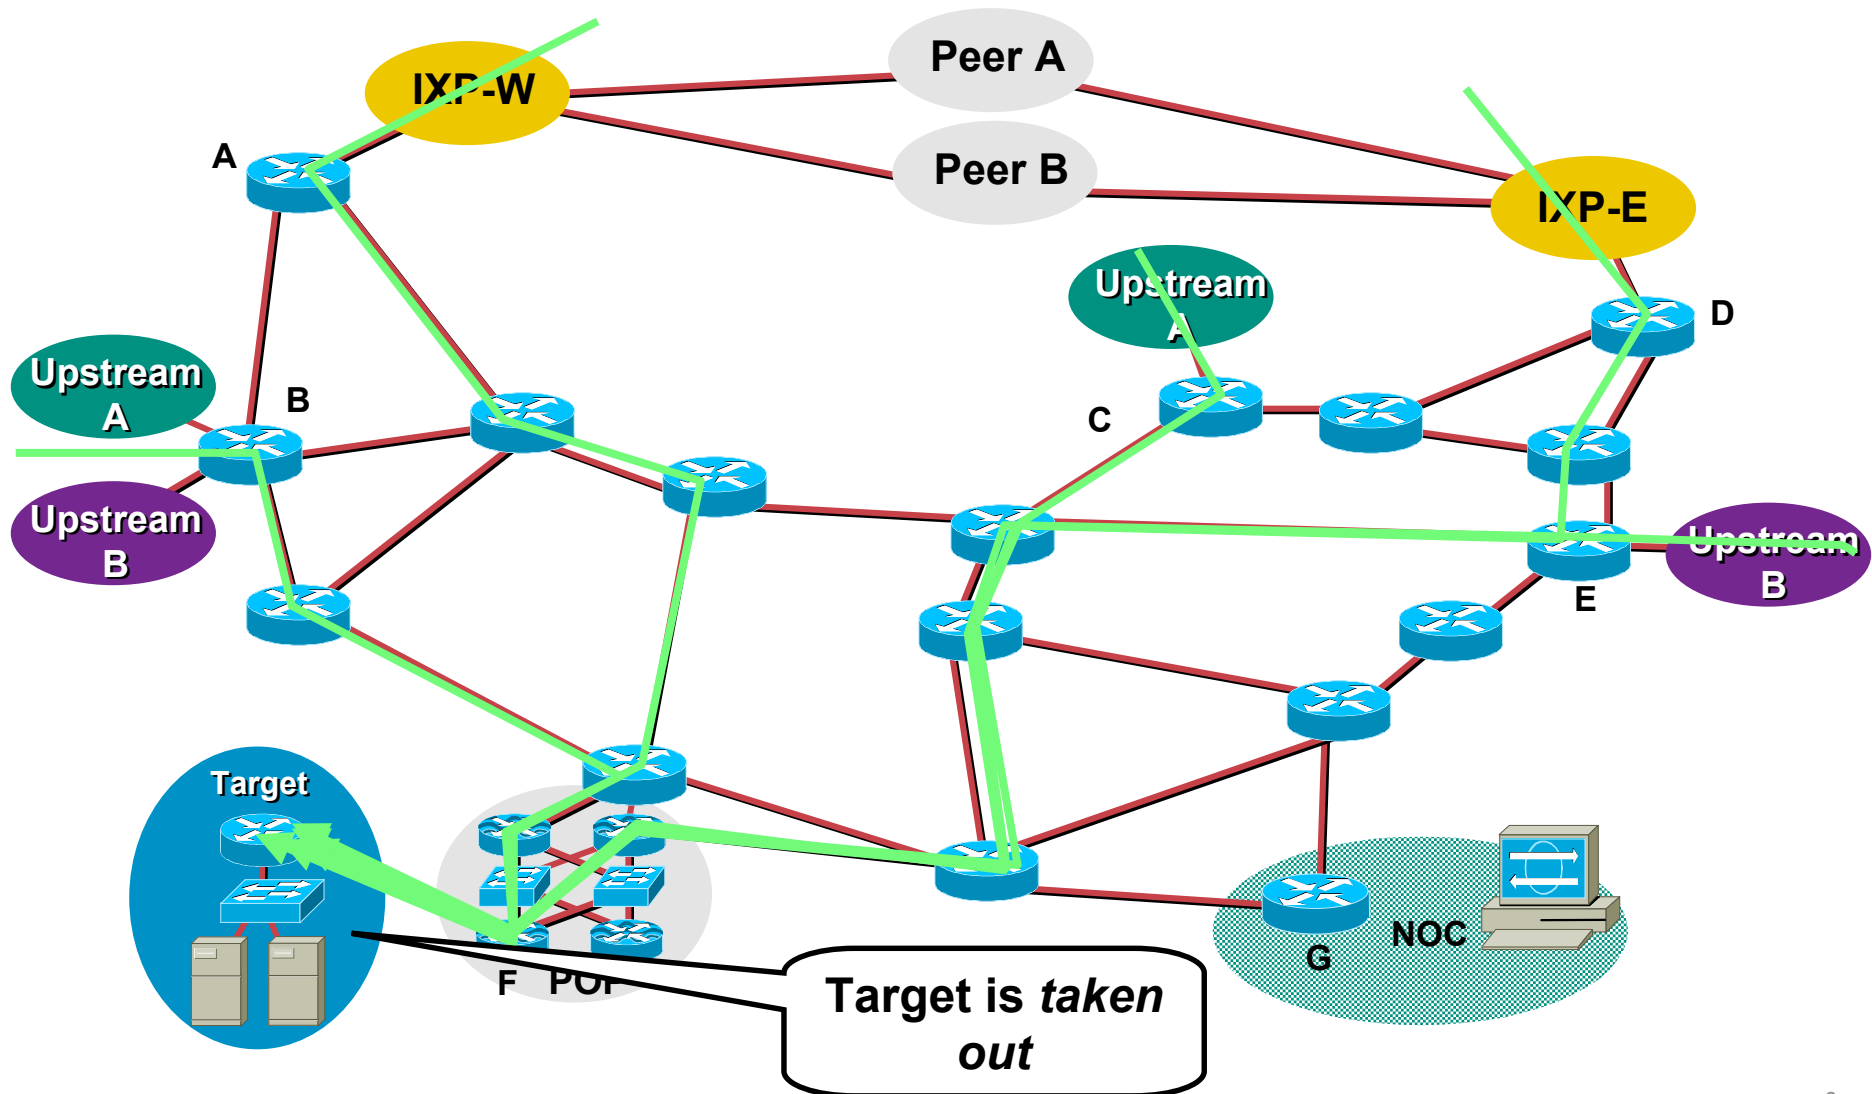 Peer A
IXP-W
A
Peer B
IXP-E
Upstream
A
D
Upstream
A
B
C
Upstream
B
Upstream
B
E
Target
NOC
G
F
Target is taken
out